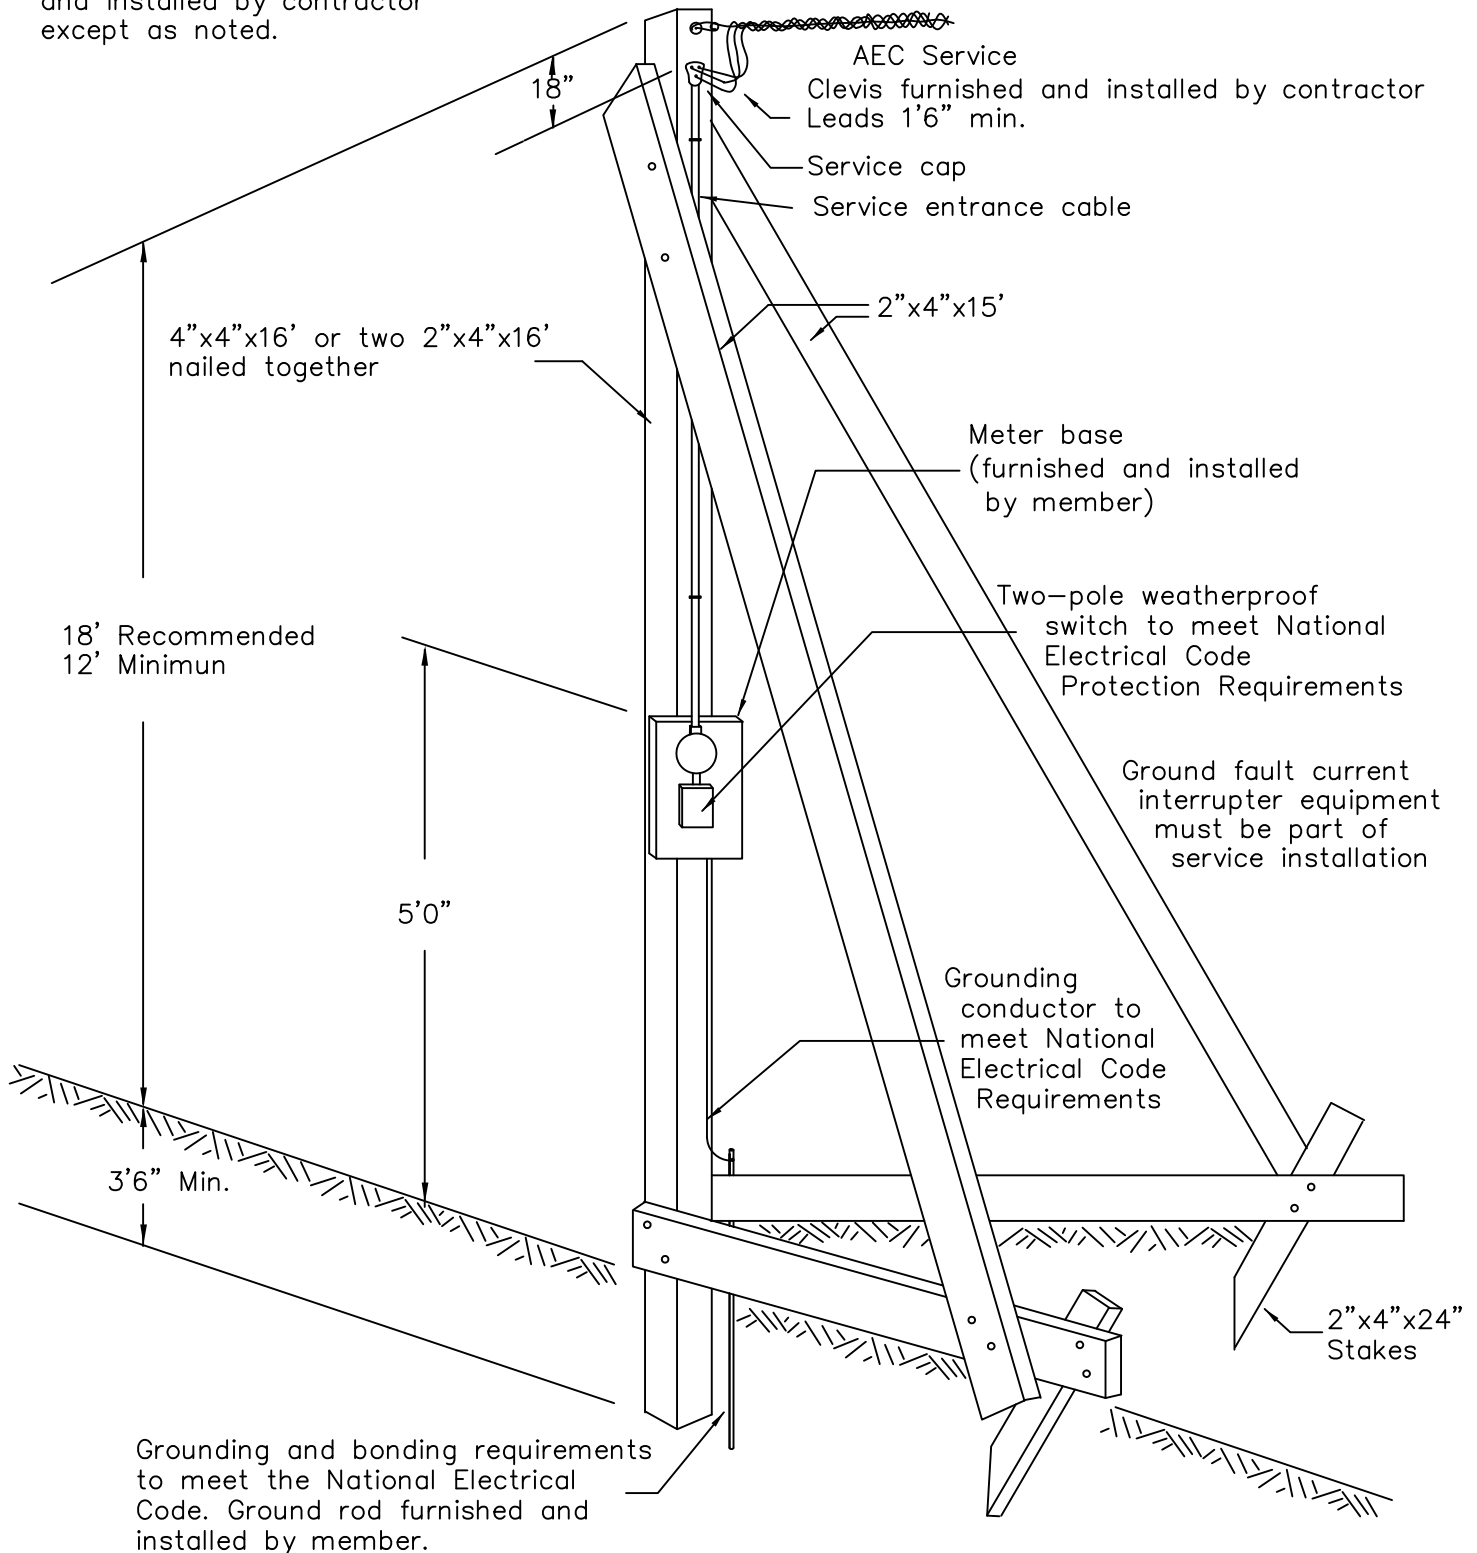 and installed by contractor
except as noted.
18”
AEC Service
Clevis furnished and installed by contractor
Leads 1’6” min.
Service cap
Service entrance cable
2”x4”x15’
4”x4”x16’ or two 2”x4”x16’
nailed together
Meter base
(furnished and installed
by member)
Two–pole weatherproof
switch to meet National
Electrical Code
Protection Requirements
18’ Recommended
12’ Minimun
Ground fault current
interrupter equipment
must be part of
service installation
5’0”
Grounding
conductor to
meet National
Electrical Code
Requirements
3’6” Min.
2”x4”x24”
Stakes
Grounding and bonding requirements
to meet the National Electrical
Code. Ground rod furnished and
installed by member.